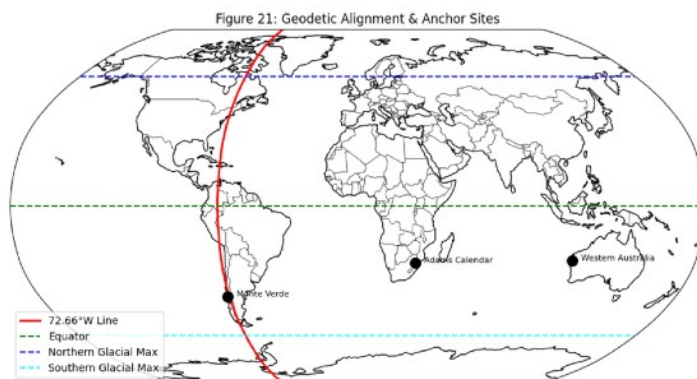 Figure 21: Geodetic Alignment & Anchor Sites
Adams Calendar
Western Australia
Monte Verde
72.66°W Line
Equator
Northern Glacial Max
Southern Glacial Max